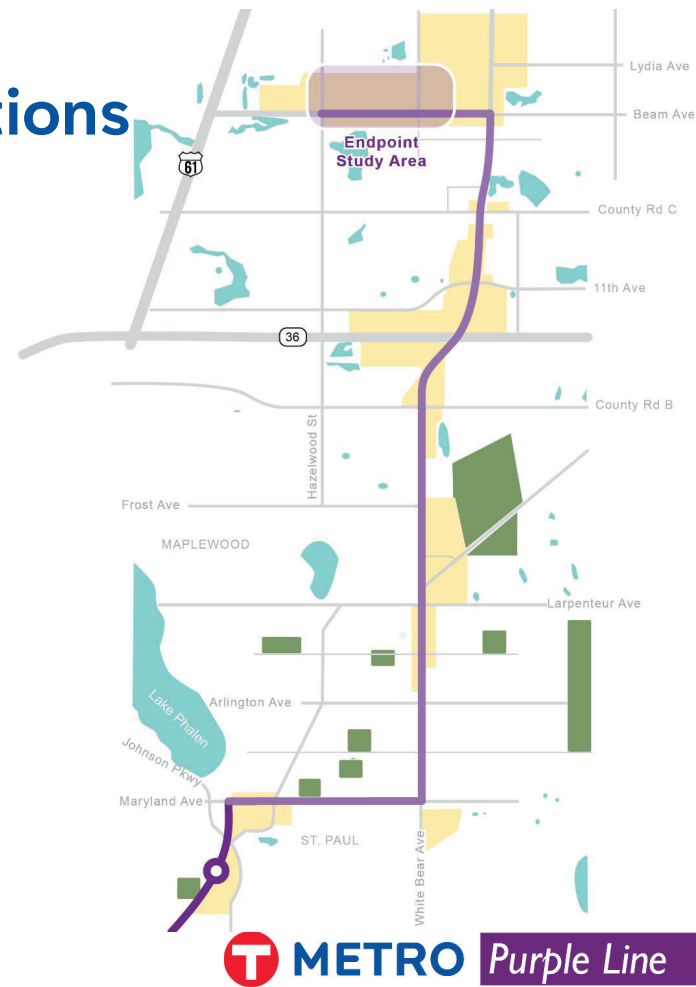 tions
Lydia Ave
Beam Ave
Endpoint
Study Area
61
County Rd C
11th Ave
36
County Rd B
Hazelwood St
Frost Ave
MAPLEWOOD
Larpenteur Ave
Lake Phalen
Arlington Ave
Johnson Pkwy
Maryland Ave
ST. PAUL
White Bear Ave
T METRO Purple Line